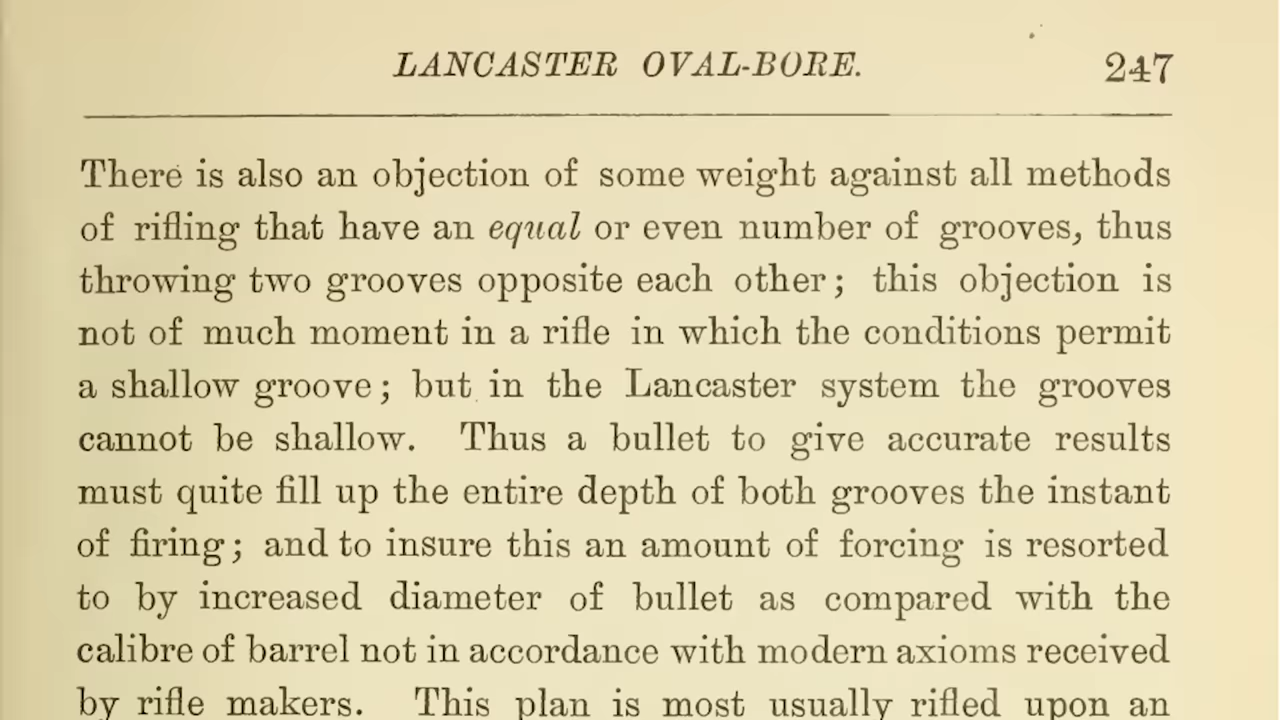 LANCASTER OVAL-BORE. 247
There is also an objection of some weight against all methods
of rifling that have an equal or even number of grooves, thus
throwing two grooves opposite each other; this objection is
not of much moment in a rifle in which the conditions permit
a shallow groove; but in the Lancaster system the grooves
cannot be shallow. Thus a bullet to give accurate results
must quite fill up the entire depth of both grooves the instant
of firing; and to insure this an amount of forcing is resorted
to by increased diameter of bullet as compared with the
calibre of barrel not in accordance with modern axioms received
by rifle makers. This plan is most usually rifled upon an